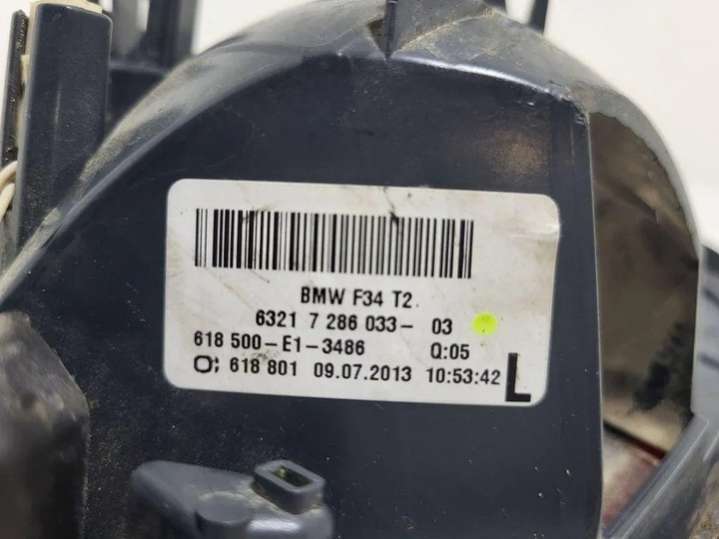 BMW F34 T2
6321 7 286 033- 03
618 500-E1-3486 Q:05
618 801 09.07.2013 10:53:42 L